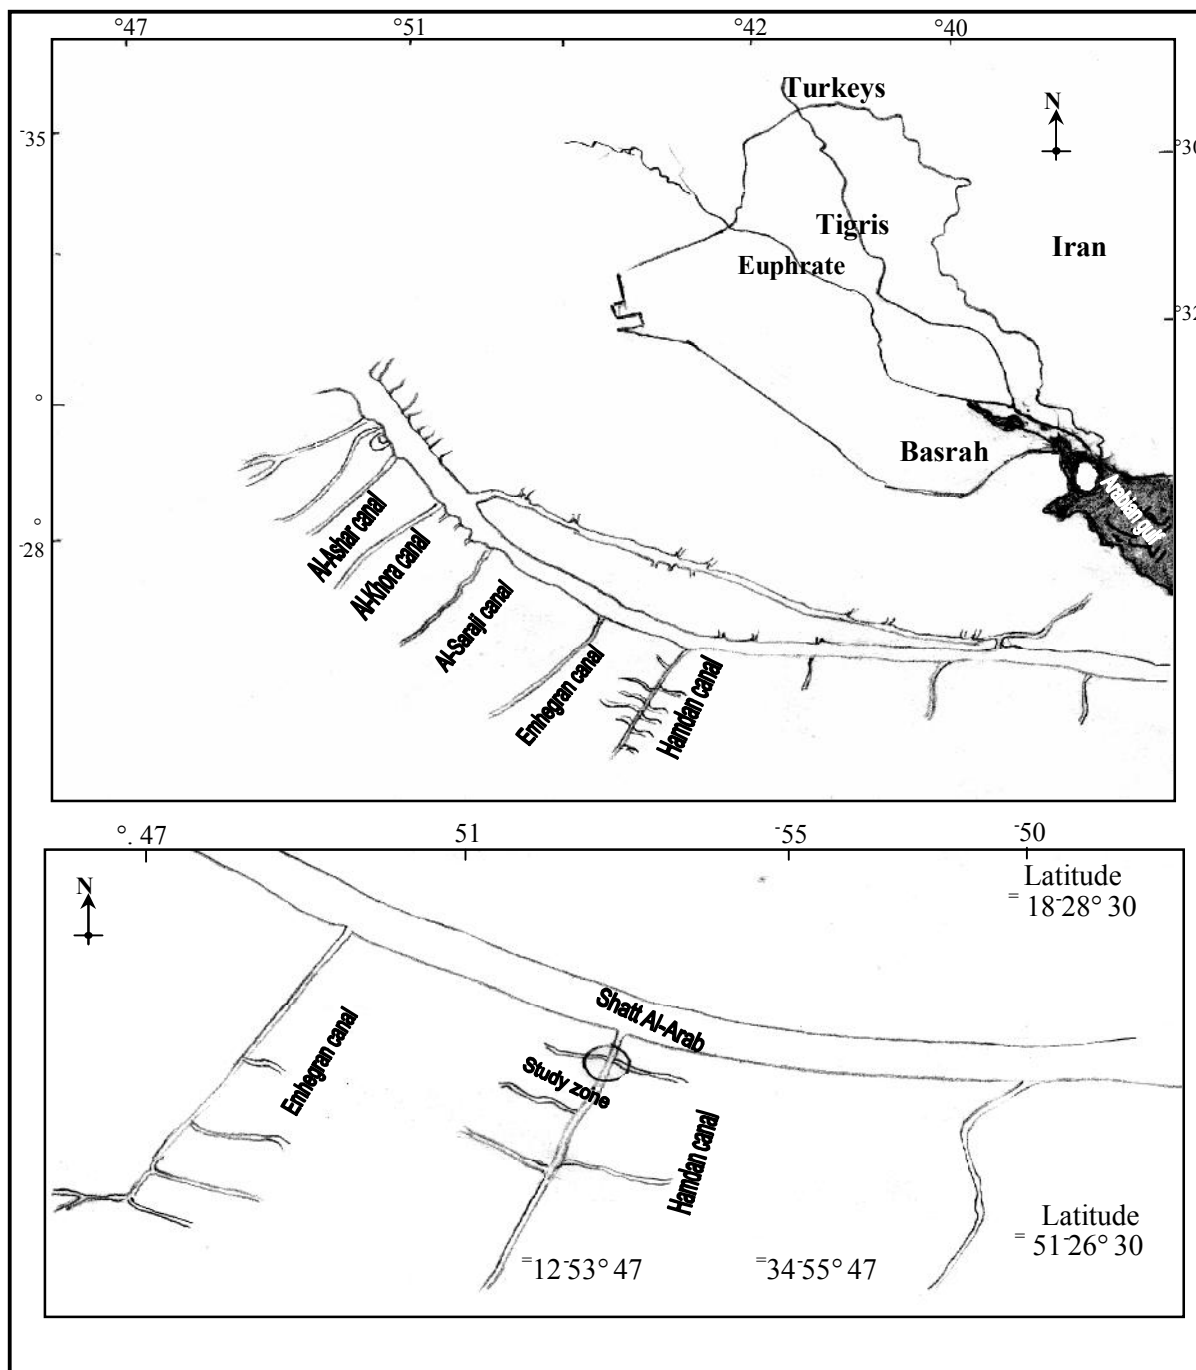 °47
°51
°42
°40
Turkeys
N
-35
°30
Tigris
Iran
Euphrate
°32
°
Basrah
Arabian gulf
°
-28
Al-Ashar canal
Al-Khora canal
Al-Saraji canal
Emhegran canal
Hamdan canal
°. 47
51
-55
-50
N
Latitude
= 18-28° 30
Shatt Al-Arab
Emhegran canal
Study zone
Hamdan canal
Latitude
= 51-26° 30
=12-53° 47
=34-55° 47